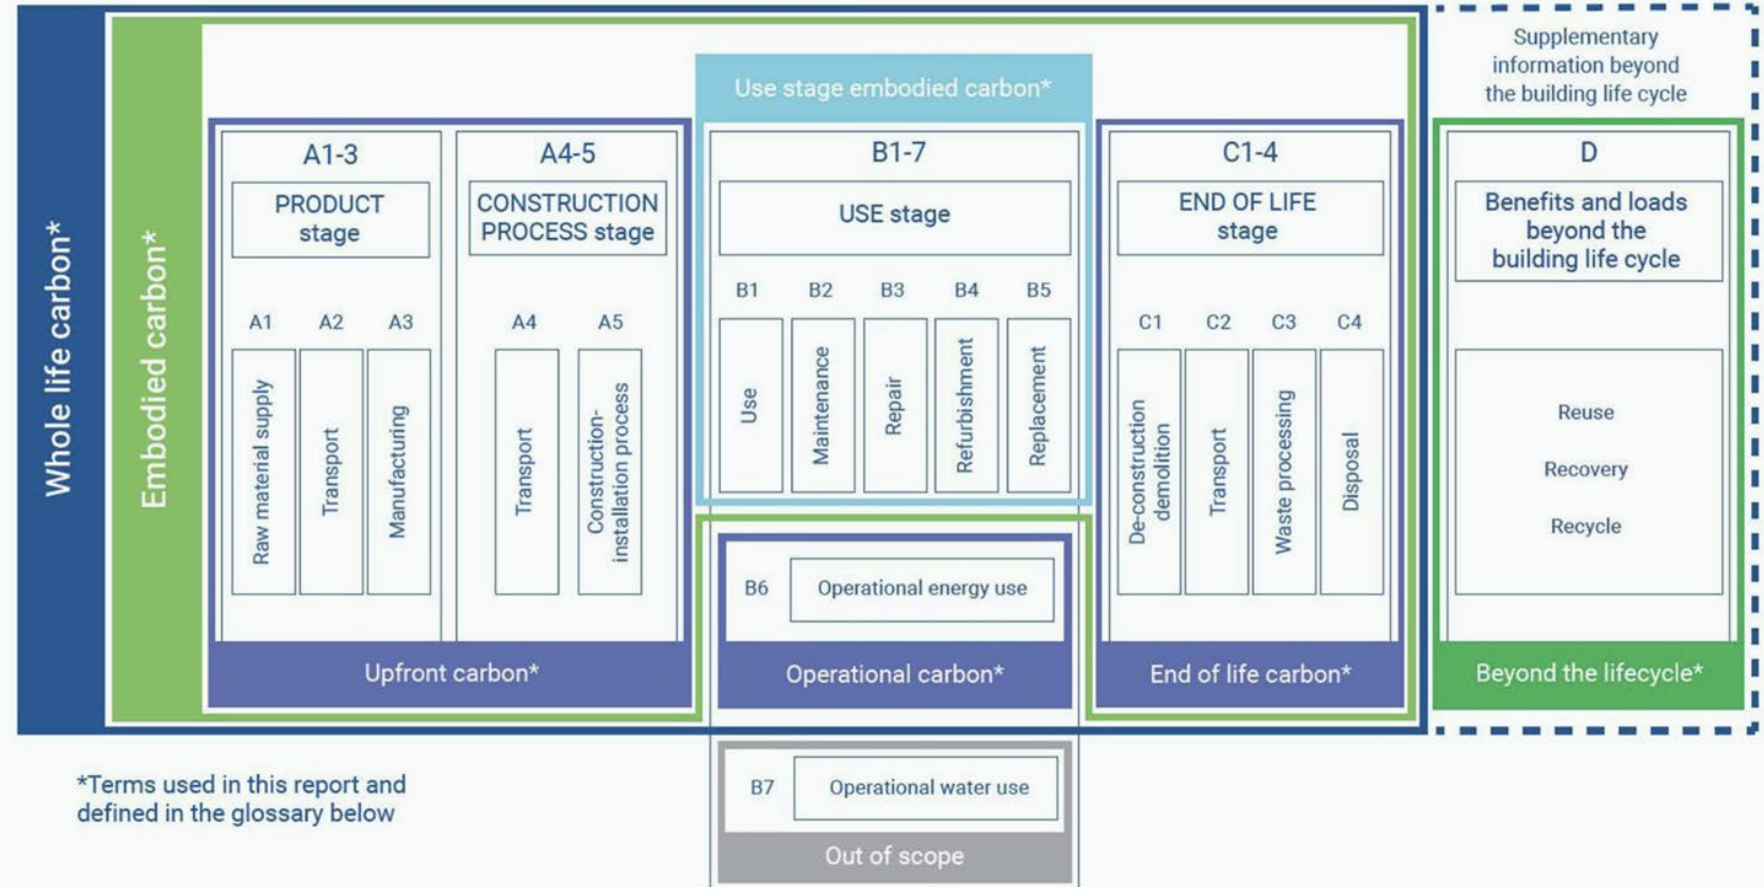 Whole life carbon*
Embodied carbon*
Use stage embodied carbon*
Supplementary
information beyond
the building life cycle
A1-3
PRODUCT
stage
A1
A2
A3
Raw material supply
Transport
Manufacturing
A4-5
CONSTRUCTION
PROCESS stage
A4
A5
Transport
Construction-
installation process
Upfront carbon*
B1-7
USE stage
B1
B2
B3
B4
B5
Use
Maintenance
Repair
Refurbishment
Replacement
B6
Operational energy use
Operational carbon*
B7
Operational water use
Out of scope
C1-4
END OF LIFE
stage
C1
C2
C3
C4
De-construction
demolition
Transport
Waste processing
Disposal
End of life carbon*
D
Benefits and loads
beyond the
building life cycle
Reuse
Recovery
Recycle
Beyond the lifecycle*
*Terms used in this report and
defined in the glossary below